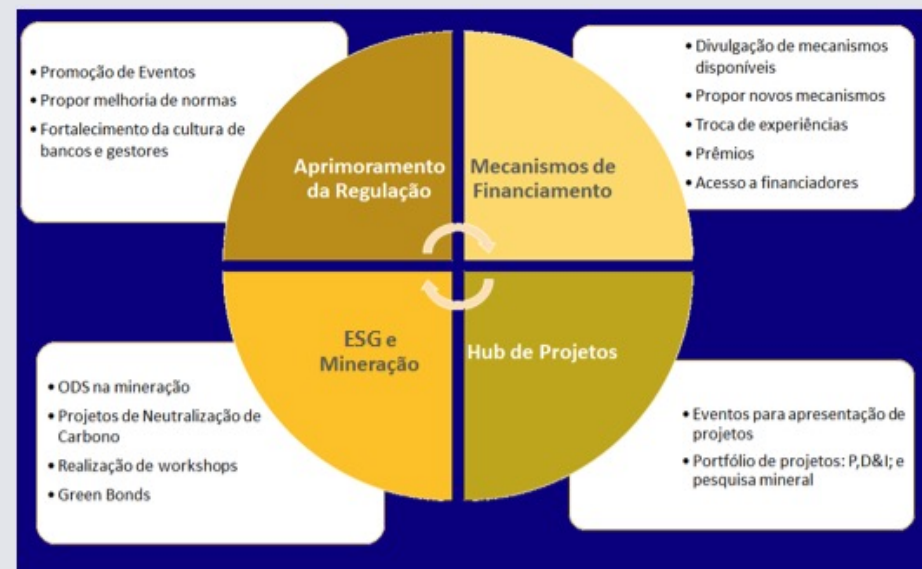 • Promoção de Eventos
• Propor melhoria de normas
• Fortalecimento da cultura de
bancos e gestores
Aprimoramento
da Regulação
Mecanismos de
Financiamento
• Divulgação de mecanismos
disponíveis
• Propor novos mecanismos
• Troca de experiências
• Prêmios
• Acesso a financiadores
• ODS na mineração
• Projetos de Neutralização de
Carbono
• Realização de workshops
• Green Bonds
ESG e
Mineração
Hub de Projetos
• Eventos para apresentação de
projetos
• Portfólio de projetos: P,D&I; e
pesquisa mineral